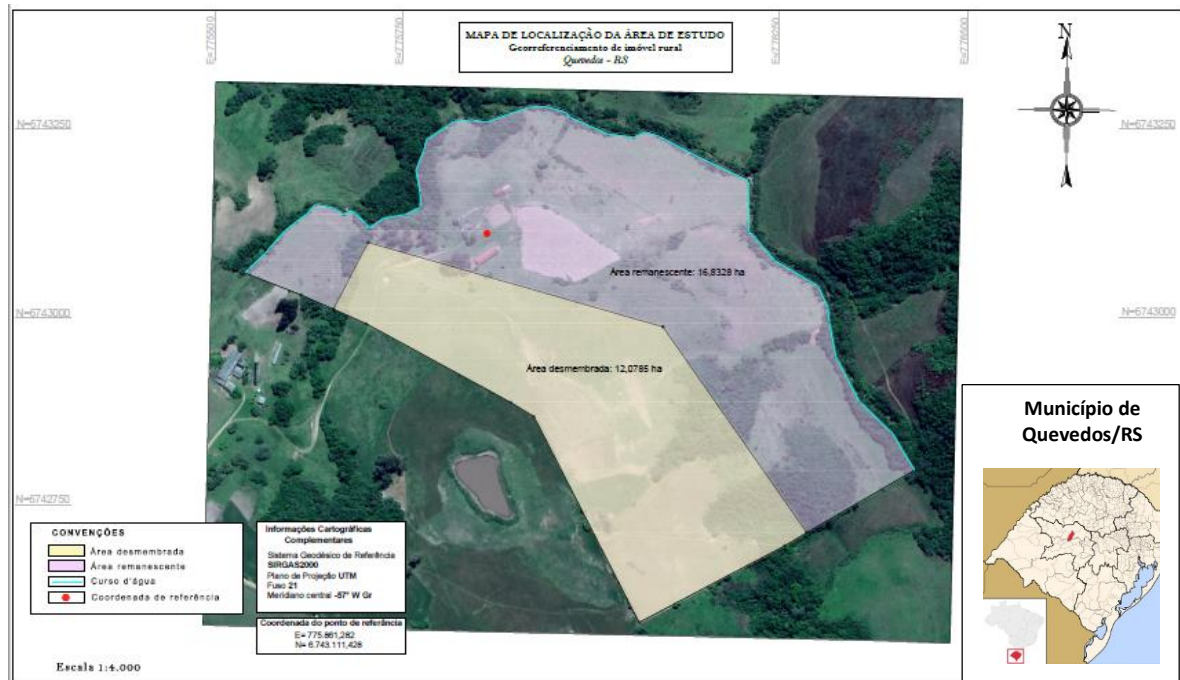 MAPA DE LOCALIZAÇÃO DA ÁREA DE ESTUDO
Georreferenciamento de imóvel rural
Quevedos - RS
E=775500
E=775750
E=776250
E=776500
N
N=6743250
N=6743250
Área remanescente: 16,8328 ha
N=6743000
N=6743000
Área desmembrada: 12,0785 ha
N=6742750
Município de
Quevedos/RS
CONVENÇÕES
Área desmembrada
Área remanescente
Curso d'água
Coordenada de referência
Informações Cartográficas
Complementares
Sistema Geodésico de Referência
SIRGAS2000
Plano de Projeção UTM
Fuso 21
Meridiano central -57° W Gr
Coordenada do ponto de referência
E= 775.861,282
N= 6.743.111,426
Escala 1:4.000